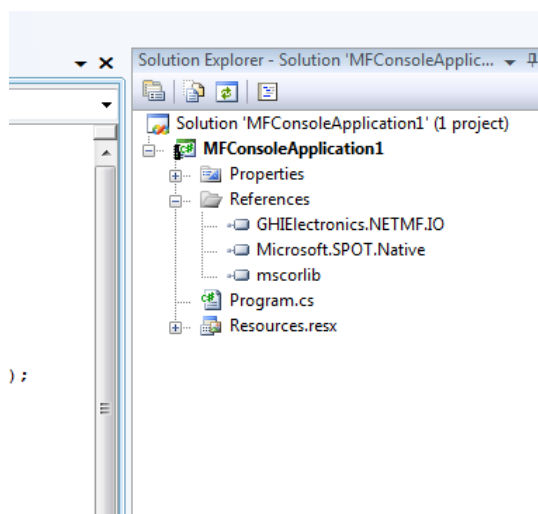 Solution Explorer - Solution 'MFConsoleApplic...
Solution 'MFConsoleApplication1' (1 project)
MFConsoleApplication1
Properties
References
GHIElectronics.NETMF.IO
Microsoft.SPOT.Native
mscorlib
Program.cs
Resources.resx
);